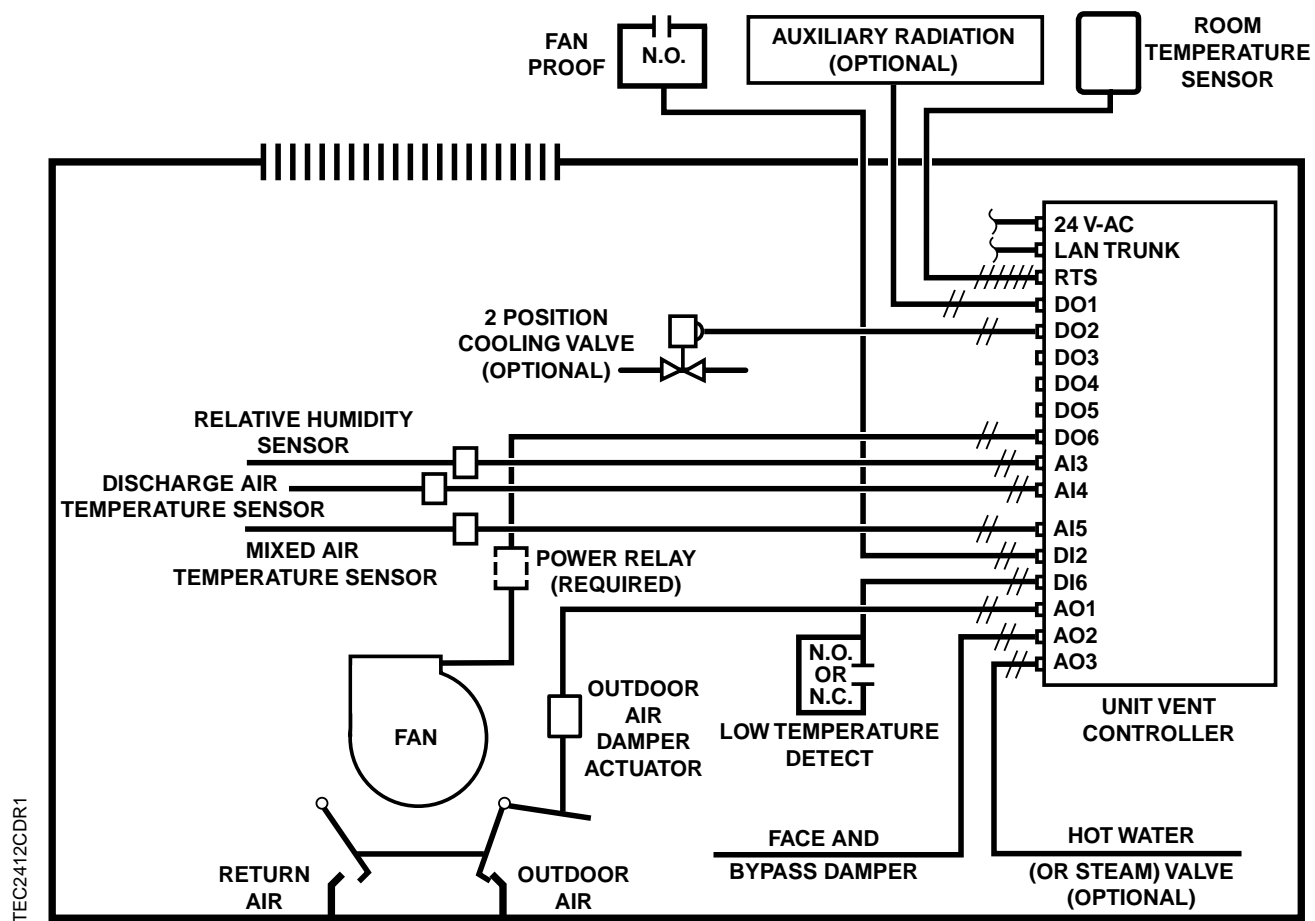 FAN
PROOF
N.O.
AUXILIARY RADIATION
(OPTIONAL)
ROOM
TEMPERATURE
SENSOR
24 V-AC
LAN TRUNK
RTS
DO1
DO2
DO3
DO4
DO5
DO6
AI3
AI4
AI5
DI2
DI6
AO1
AO2
AO3
UNIT VENT
CONTROLLER
2 POSITION
COOLING VALVE
(OPTIONAL)
RELATIVE HUMIDITY
SENSOR
DISCHARGE AIR
TEMPERATURE SENSOR
MIXED AIR
TEMPERATURE SENSOR
POWER RELAY
(REQUIRED)
FAN
OUTDOOR
AIR
DAMPER
ACTUATOR
N.O.
OR
N.C.
LOW TEMPERATURE
DETECT
RETURN
AIR
OUTDOOR
AIR
FACE AND
BYPASS DAMPER
HOT WATER
(OR STEAM) VALVE
(OPTIONAL)
TEC2412CDR1